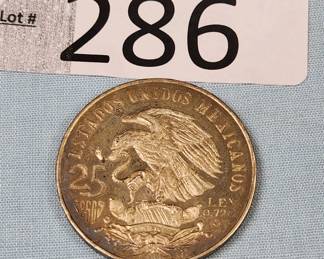 Lot #
286
ESTADOS UNIDOS MEXICANOS
25
PESOS
LEY
0.720